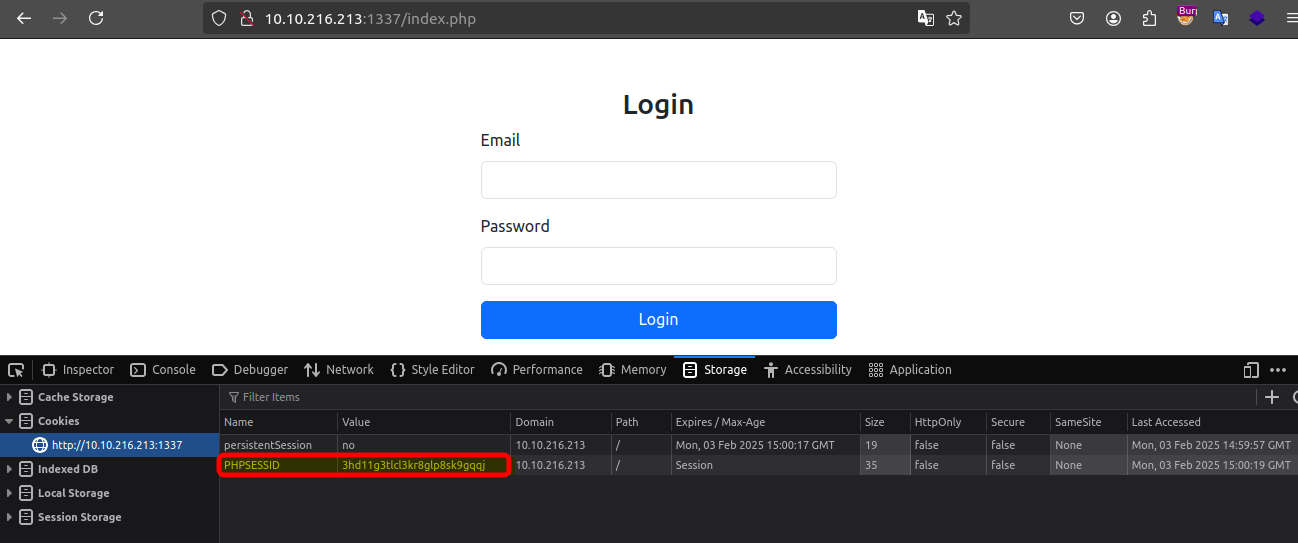 10.10.216.213:1337/index.php
Login
Email
Password
Login
Inspector Console Debugger Network Style Editor Performance Memory Storage Accessibility Application
Cache Storage
Cookies
http://10.10.216.213:1337
Indexed DB
Local Storage
Session Storage
Filter Items
Name Value Domain Path Expires / Max-Age Size HttpOnly Secure SameSite Last Accessed
persistentSession no 10.10.216.213 / Mon, 03 Feb 2025 15:00:17 GMT 19 false false None Mon, 03 Feb 2025 14:59:57 GMT
PHPSESSID 3hd11g3tlcl3kr8glp8sk9gqqj 10.10.216.213 / Session 35 false false None Mon, 03 Feb 2025 15:00:19 GMT